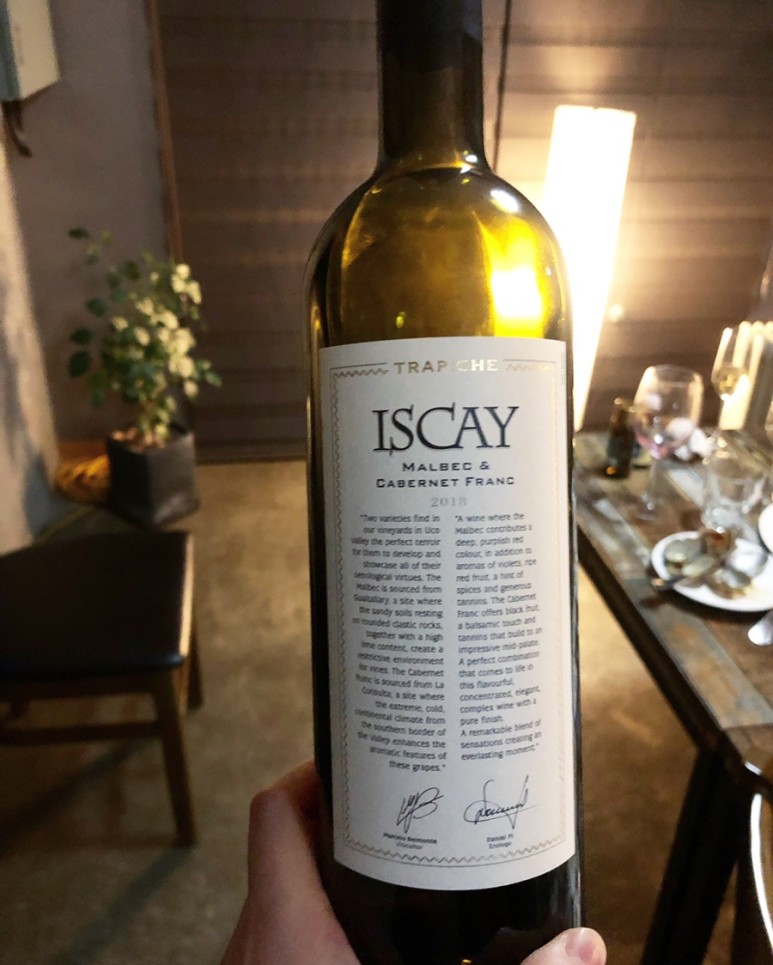 TRAPICHE
ISCAY
MALBEC &
CABERNET FRANC
2018
"Two varieties find in
our vineyards in Uco
Valley the perfect terroir
for them to develop and
showcase all of their
oenological virtues. The
Malbec is sourced from
Gualtallary, a site where
the sandy soils resting
on rounded clastic rocks,
together with a high
lime content, create a
restrictive environment
for vines. The Cabernet
Franc is sourced from La
Consulta, a site where
the extreme, cold,
continental climate from
the southern border of
the Valley enhances the
aromatic features of
these grapes."
"A wine where the
Malbec contributes a
deep, purplish red
colour, in addition to
aromas of violets, ripe
red fruit, a hint of
spices and generous
tannins. The Cabernet
Franc offers black fruit,
a balsamic touch and
tannins that build to an
impressive mid-palate.
A perfect combination
that comes to life in
this flavourful,
concentrated, elegant,
complex wine with a
pure finish.
A remarkable blend of
sensations creating an
everlasting moment."
Marcelo Belmonte
Viticultor
Daniel Pi
Enólogo